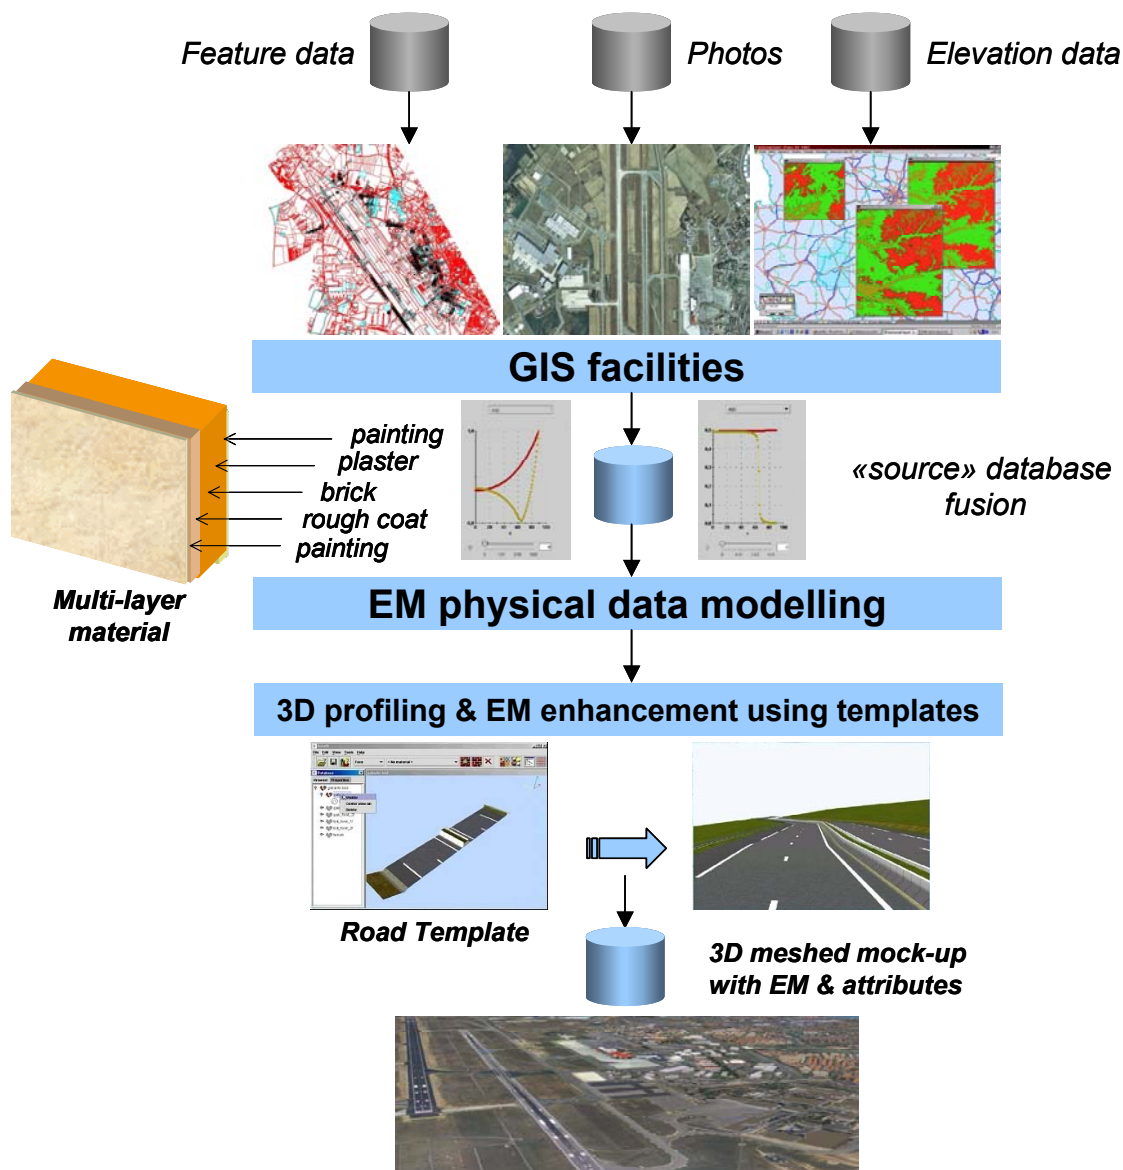 Feature data
Photos
Elevation data
GIS facilities
painting
plaster
brick
rough coat
painting
Multi-layer
material
«source» database
fusion
EM physical data modelling
3D profiling & EM enhancement using templates
Road Template
3D meshed mock-up
with EM & attributes